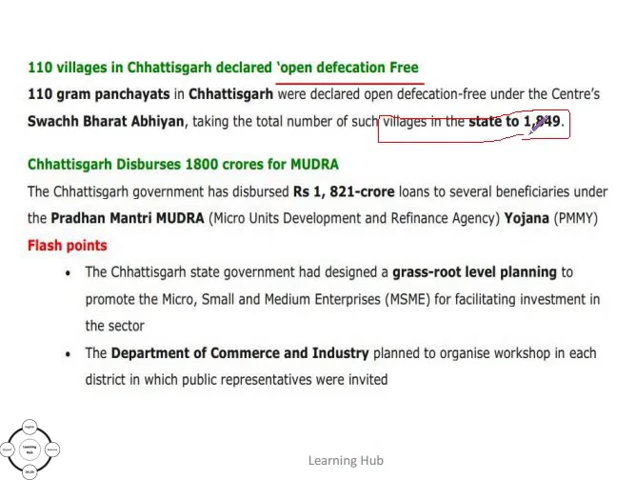 110 villages in Chhattisgarh declared ‘open defecation Free
110 gram panchayats in Chhattisgarh were declared open defecation-free under the Centre’s
Swachh Bharat Abhiyan, taking the total number of such villages in the state to 1,849.
Chhattisgarh Disburses 1800 crores for MUDRA
The Chhattisgarh government has disbursed Rs 1, 821-crore loans to several beneficiaries under
the Pradhan Mantri MUDRA (Micro Units Development and Refinance Agency) Yojana (PMMY)
Flash points
• The Chhattisgarh state government had designed a grass-root level planning to
promote the Micro, Small and Medium Enterprises (MSME) for facilitating investment in
the sector
• The Department of Commerce and Industry planned to organise workshop in each
district in which public representatives were invited
English
Learning
Hub
Learning Hub